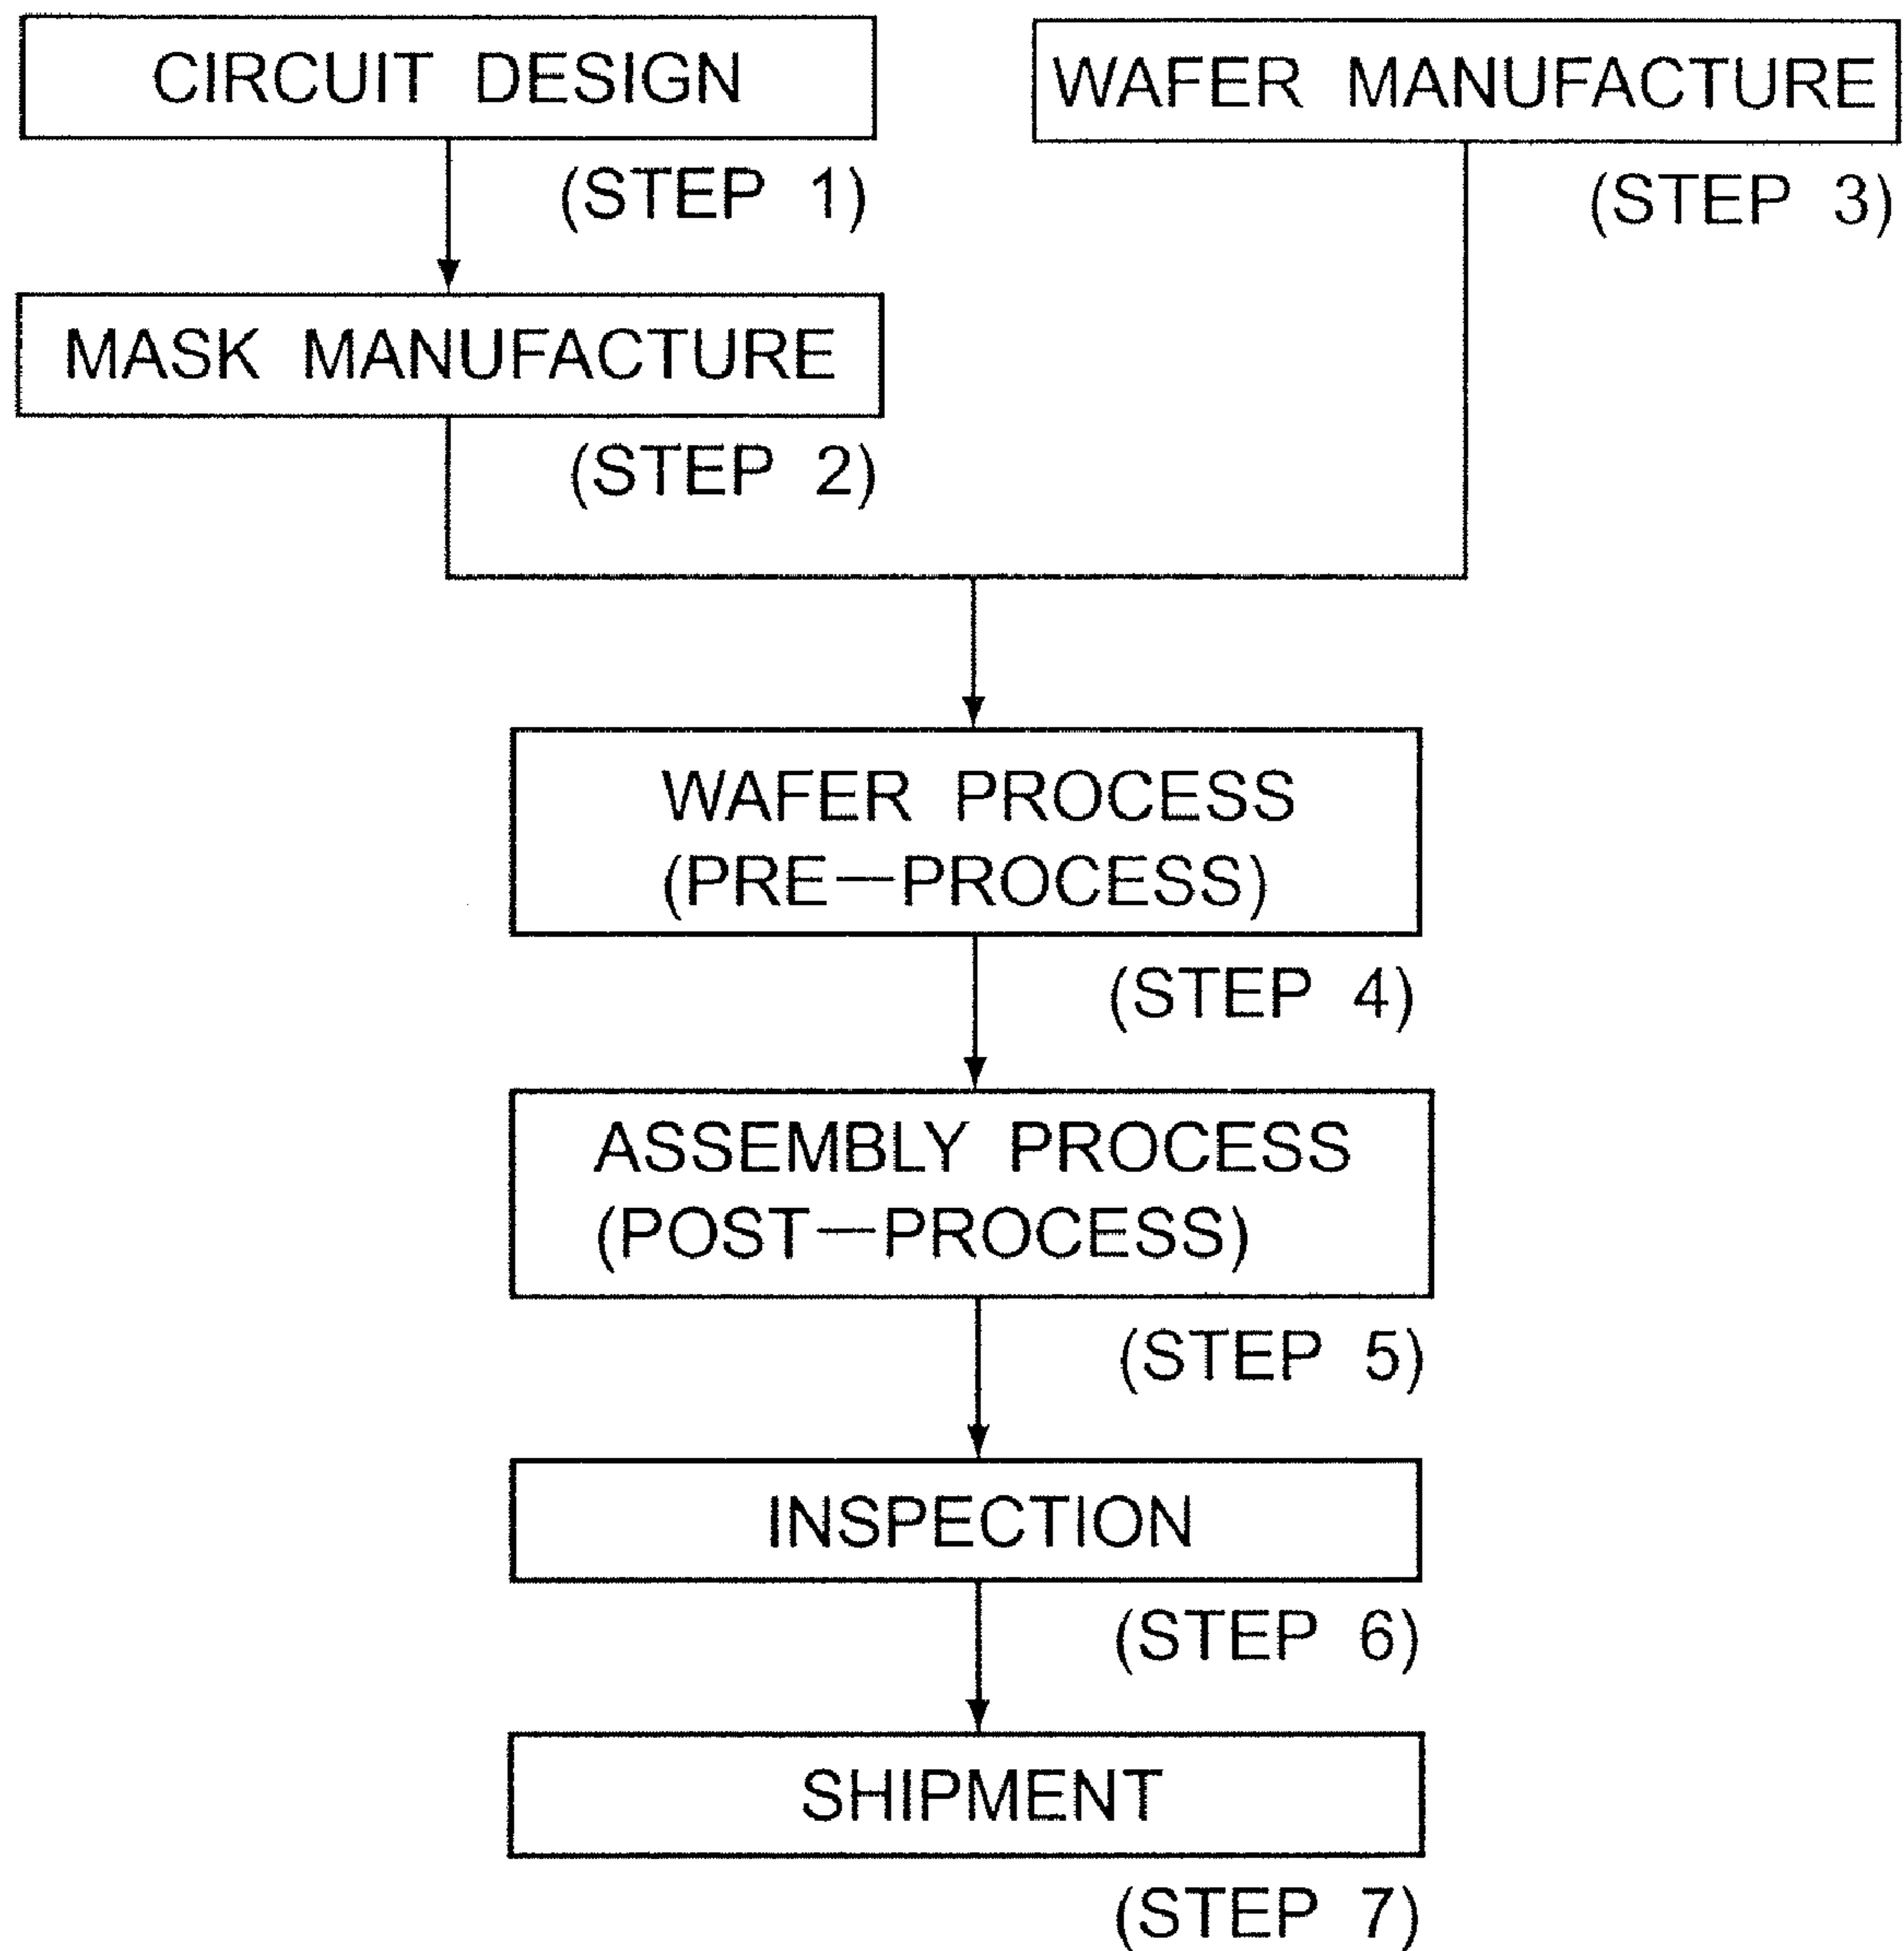 CIRCUIT DESIGN
(STEP 1)
WAFER MANUFACTURE
(STEP 3)
MASK MANUFACTURE
(STEP 2)
WAFER PROCESS
(PRE—PROCESS)
(STEP 4)
ASSEMBLY PROCESS
(POST—PROCESS)
(STEP 5)
INSPECTION
(STEP 6)
SHIPMENT
(STEP 7)